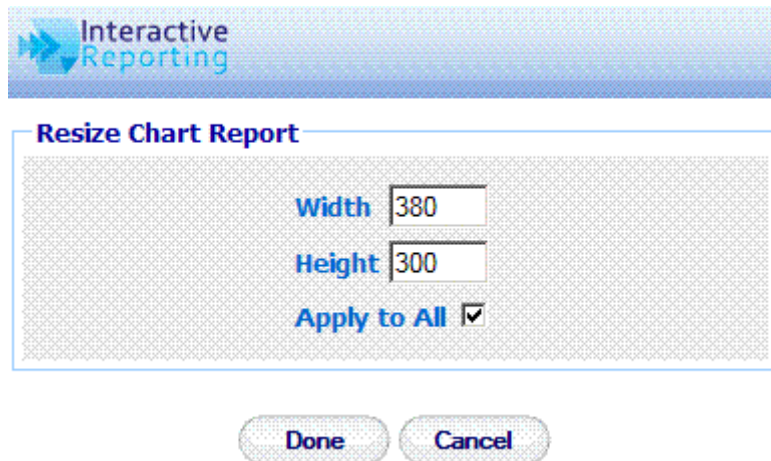 Interactive
Reporting
Resize Chart Report
Width 380
Height 300
Apply to All
Done Cancel